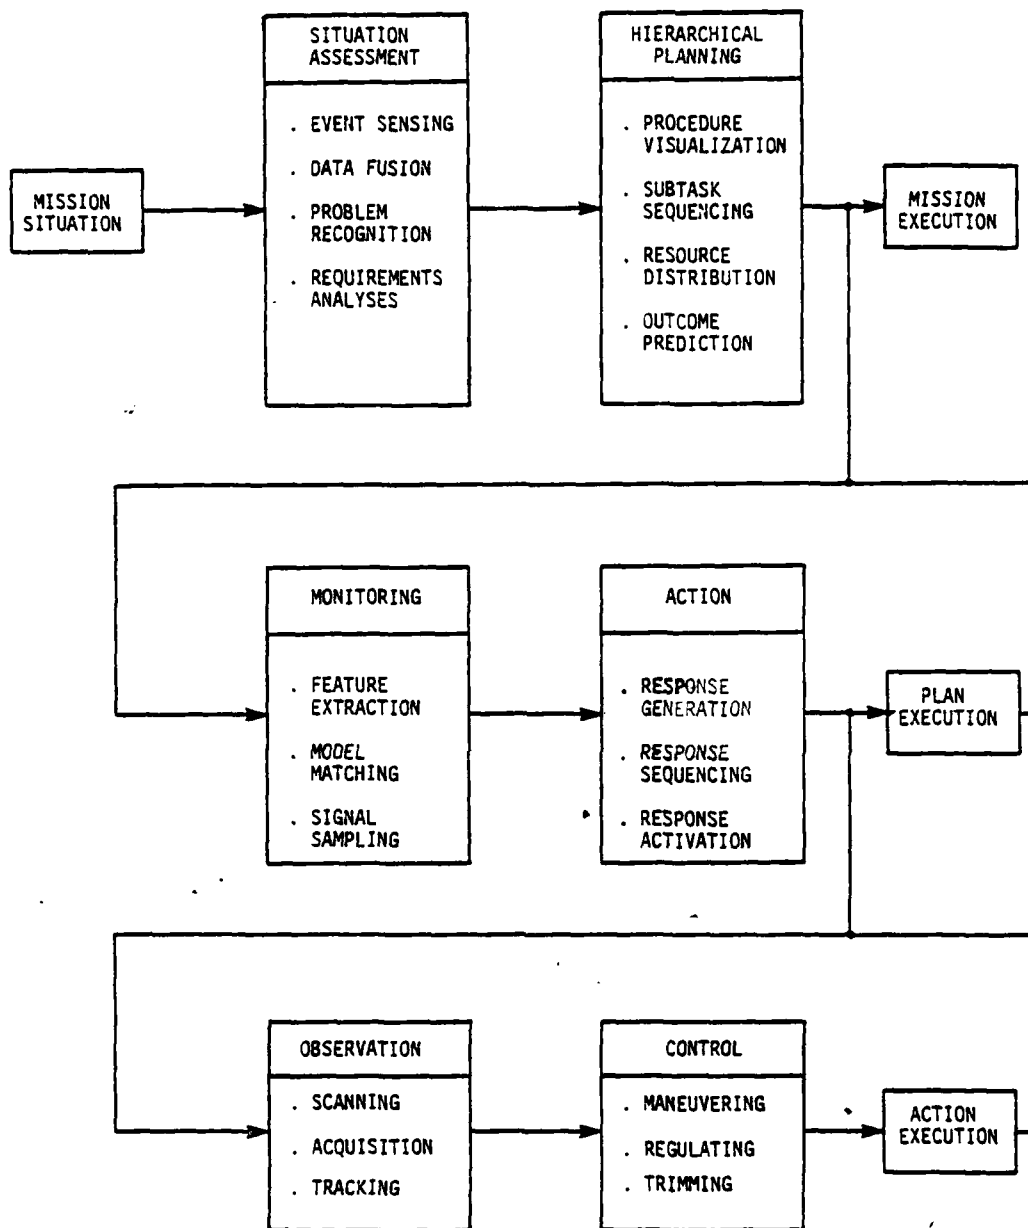 SITUATION
ASSESSMENT
. EVENT SENSING
. DATA FUSION
. PROBLEM
RECOGNITION
. REQUIREMENTS
ANALYSES
HIERARCHICAL
PLANNING
. PROCEDURE
VISUALIZATION
. SUBTASK
SEQUENCING
. RESOURCE
DISTRIBUTION
. OUTCOME
PREDICTION
MISSION
SITUATION
MISSION
EXECUTION
MONITORING
. FEATURE
EXTRACTION
. MODEL
MATCHING
. SIGNAL
SAMPLING
ACTION
. RESPONSE
GENERATION
. RESPONSE
SEQUENCING
. RESPONSE
ACTIVATION
PLAN
EXECUTION
OBSERVATION
. SCANNING
. ACQUISITION
. TRACKING
CONTROL
. MANEUVERING
. REGULATING
. TRIMMING
ACTION
EXECUTION